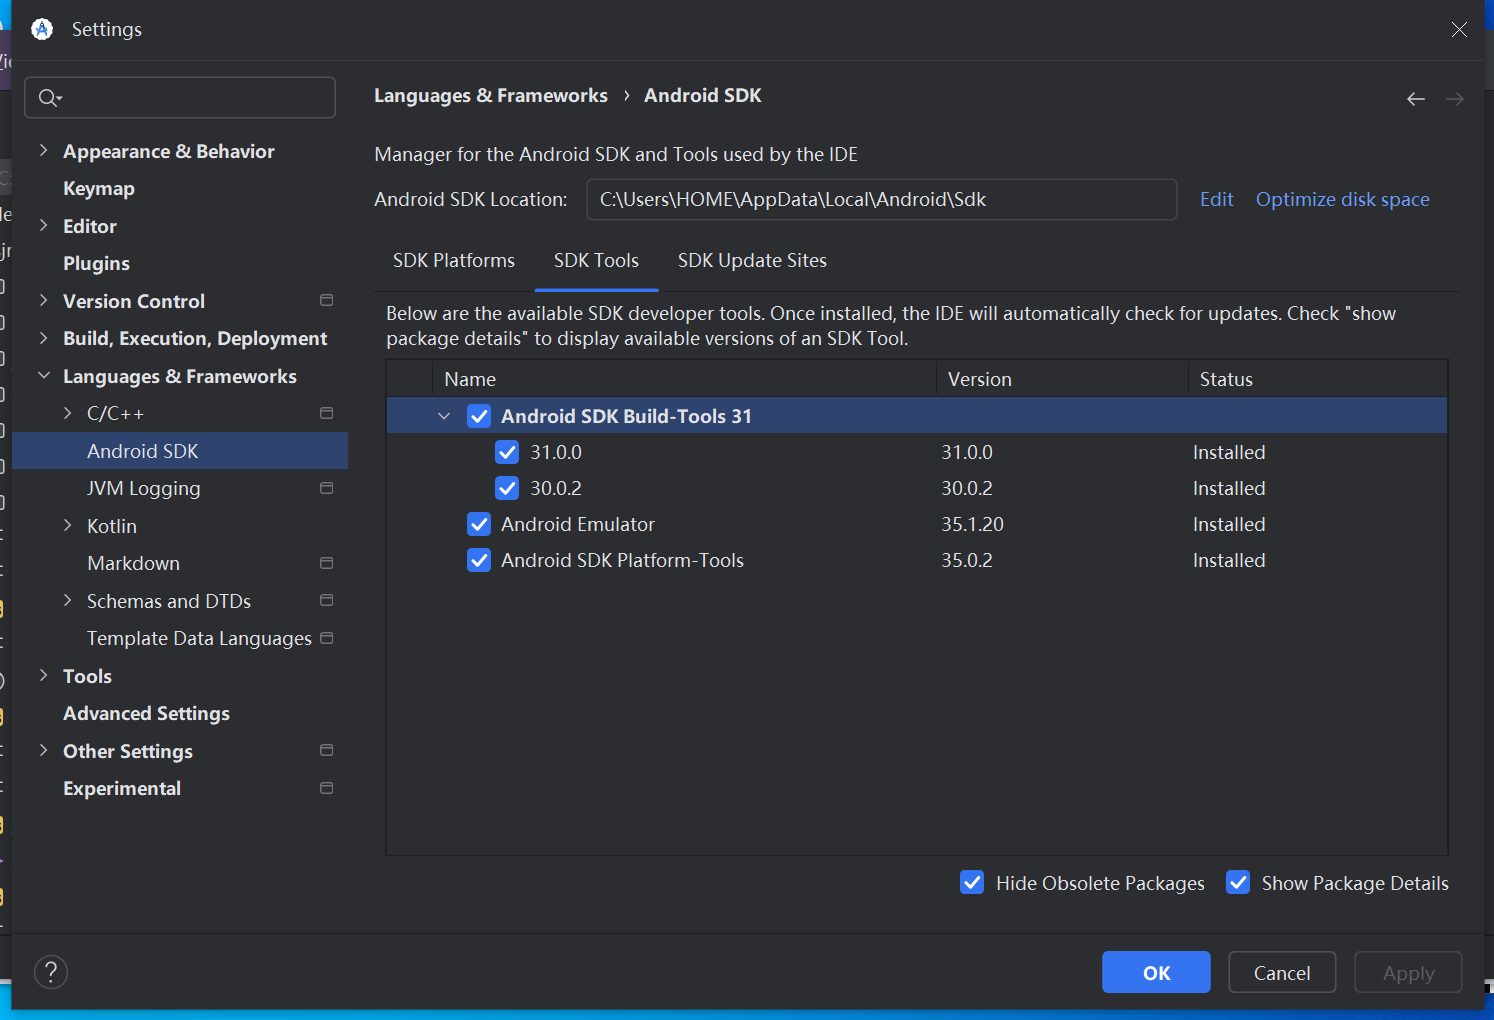 Settings
Languages & Frameworks › Android SDK
Appearance & Behavior
Keymap
Editor
Plugins
Version Control
Build, Execution, Deployment
Languages & Frameworks
C/C++
Android SDK
JVM Logging
Kotlin
Markdown
Schemas and DTDs
Template Data Languages
Tools
Advanced Settings
Other Settings
Experimental
Manager for the Android SDK and Tools used by the IDE
Android SDK Location: C:\Users\HOME\AppData\Local\Android\Sdk Edit Optimize disk space
SDK Platforms SDK Tools SDK Update Sites
Below are the available SDK developer tools. Once installed, the IDE will automatically check for updates. Check "show
package details" to display available versions of an SDK Tool.
Name Version Status
Android SDK Build-Tools 31
31.0.0 31.0.0 Installed
30.0.2 30.0.2 Installed
Android Emulator 35.1.20 Installed
Android SDK Platform-Tools 35.0.2 Installed
Hide Obsolete Packages Show Package Details
? OK Cancel Apply